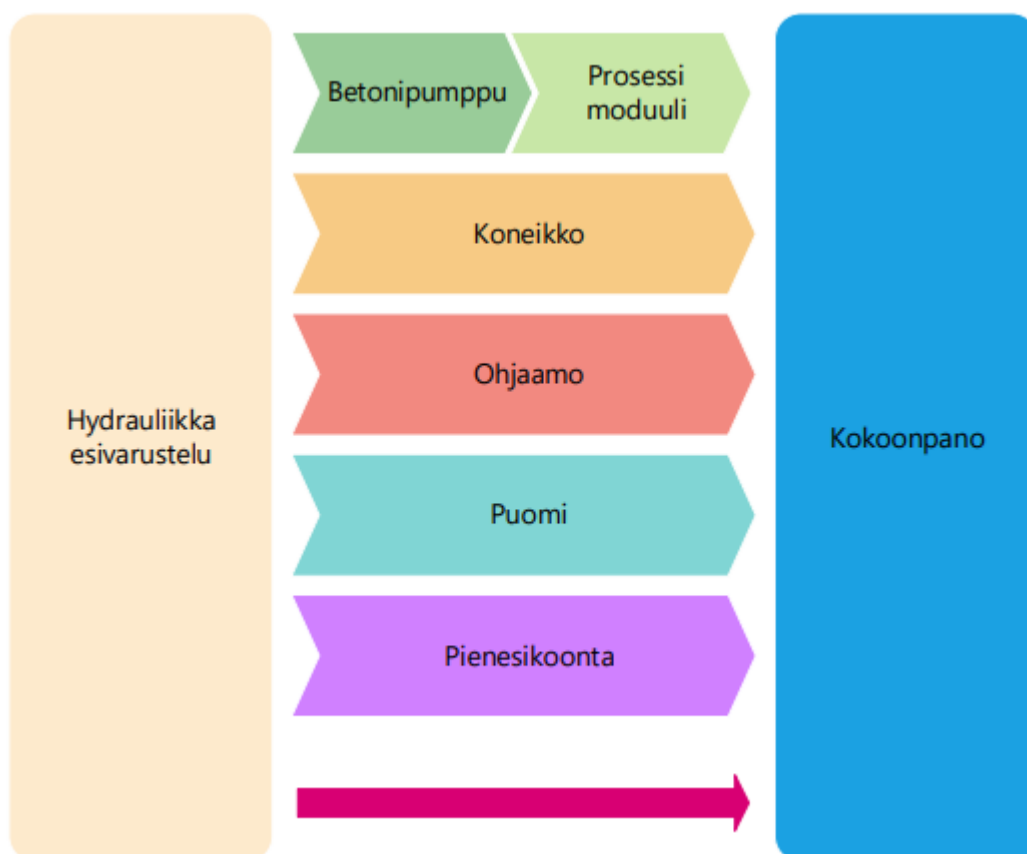 Hydrauliikka
esivarustelu
Betonipumppu
Prosessi
moduuli
Koneikko
Ohjaamo
Puomi
Pienesikoonta
Kokoonpano